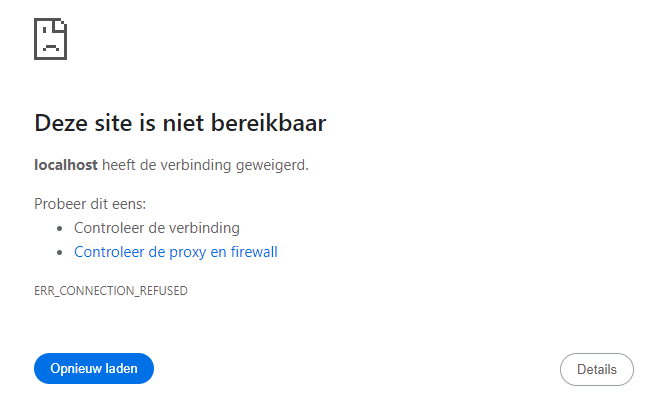 Deze site is niet bereikbaar
localhost heeft de verbinding geweigerd.
Probeer dit eens:
• Controleer de verbinding
• Controleer de proxy en firewall
ERR_CONNECTION_REFUSED
Opnieuw laden
Details